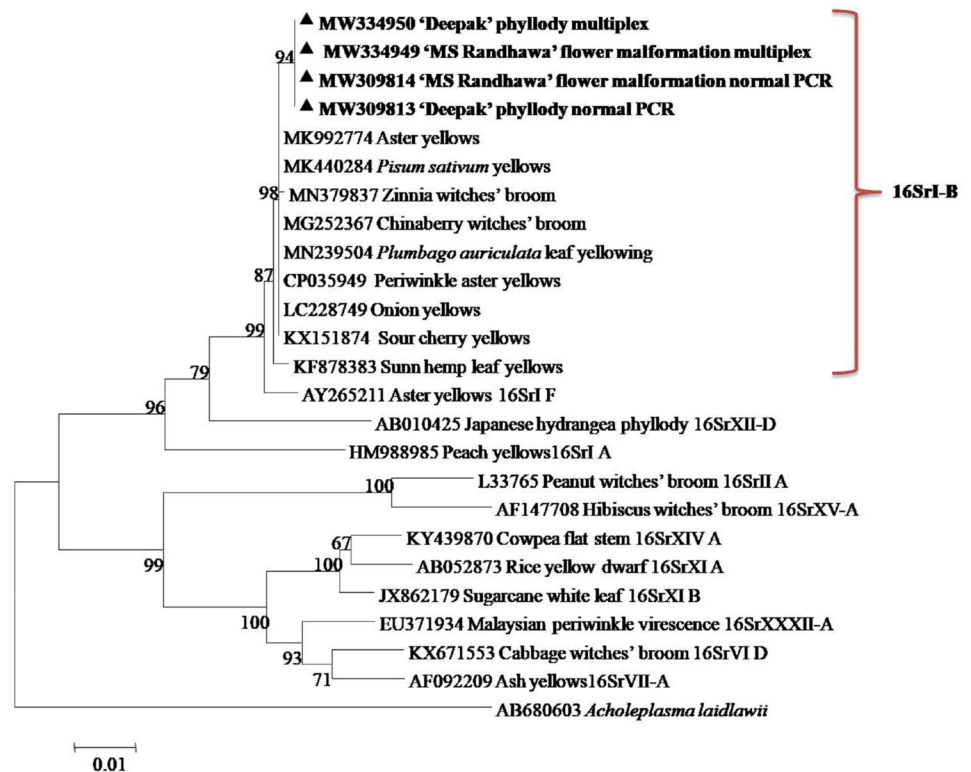 MW334950 ‘Deepak’ phyllody multiplex
94
MW334949 ‘MS Randhawa’ flower malformation multiplex
MW309814 ‘MS Randhawa’ flower malformation normal PCR
MW309813 ‘Deepak’ phyllody normal PCR
MK992774 Aster yellows
MK440284 Pisum sativum yellows
98
MN379837 Zinnia witches’ broom
16SrI-B
MG252367 Chinaberry witches’ broom
MN239504 Plumbago auriculata leaf yellowing
87
CP035949 Periwinkle aster yellows
LC228749 Onion yellows
99
KX151874 Sour cherry yellows
KF878383 Sunn hemp leaf yellows
79
AY265211 Aster yellows 16SrI F
96
AB010425 Japanese hydrangea phyllody 16SrXII-D
HM988985 Peach yellows16SrI A
L33765 Peanut witches’ broom 16SrII A
100
AF147708 Hibiscus witches’ broom 16SrXV-A
KY439870 Cowpea flat stem 16SrXIV A
67
99
100
AB052873 Rice yellow dwarf 16SrXI A
JX862179 Sugarcane white leaf 16SrXI B
100
EU371934 Malaysian periwinkle virescence 16SrXXXII-A
93
KX671553 Cabbage witches’ broom 16SrVI D
71
AF092209 Ash yellows16SrVII-A
AB680603 Acholeplasma laidlawii
0.01